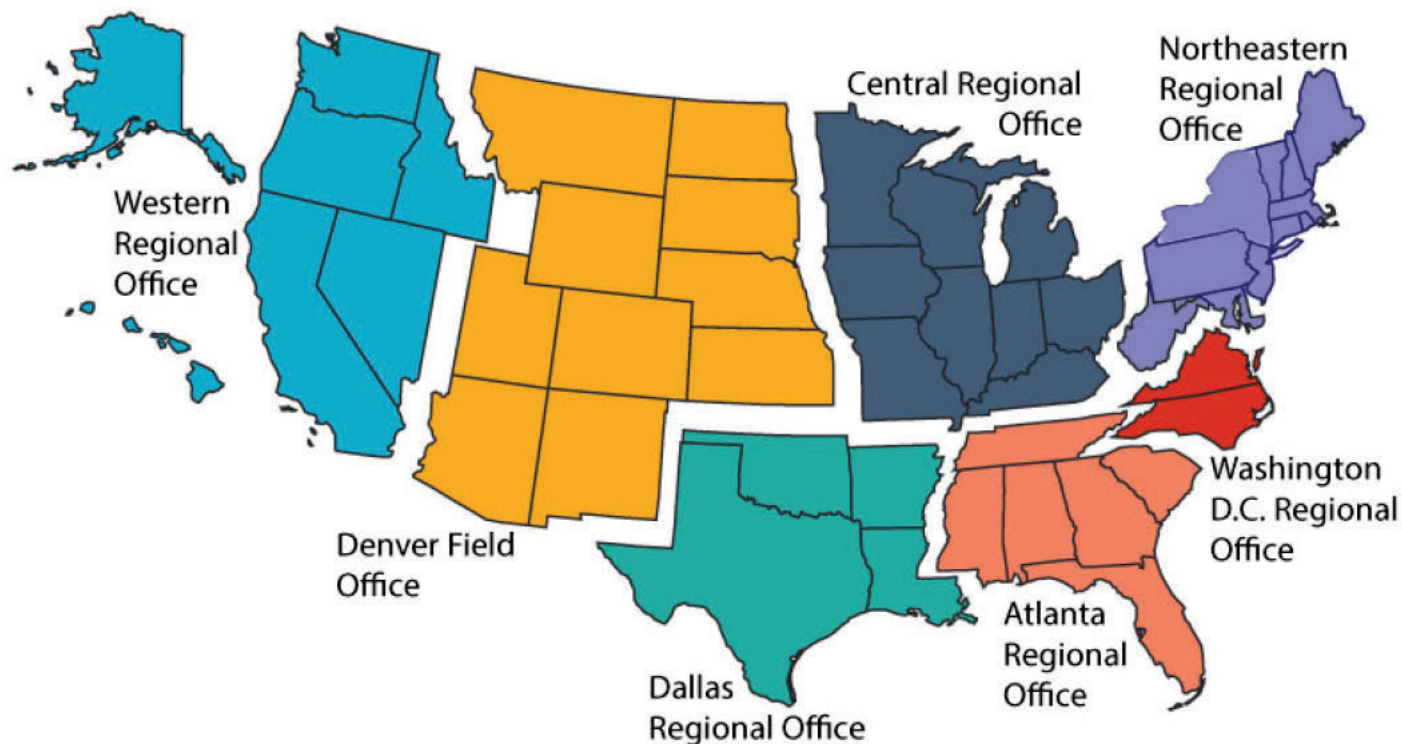 Northeastern
Regional
Office
Central Regional
Office
Western
Regional
Office
Washington
D.C. Regional
Office
Denver Field
Office
Atlanta
Regional
Office
Dallas
Regional Office